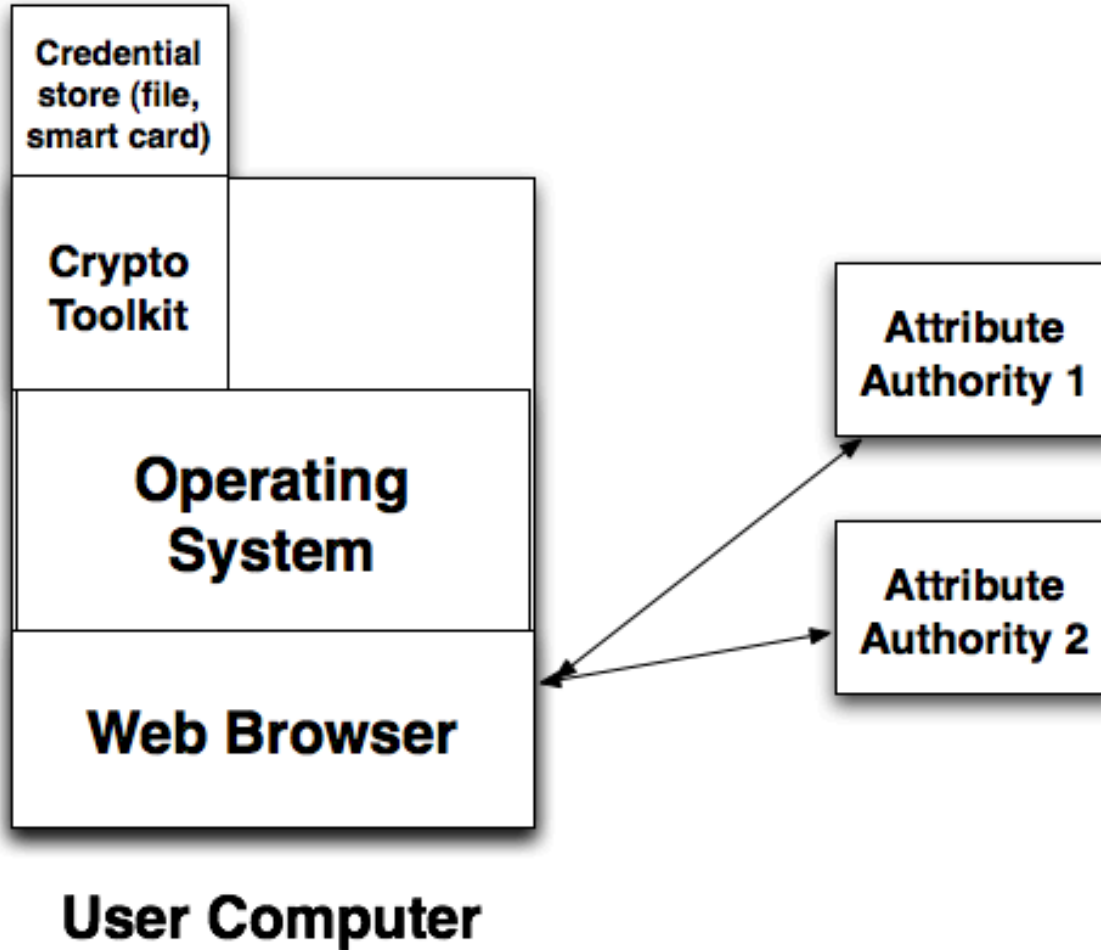 Credential
store (file,
smart card)
Crypto
Toolkit
Operating
System
Web Browser
User Computer
Attribute
Authority 1
Attribute
Authority 2